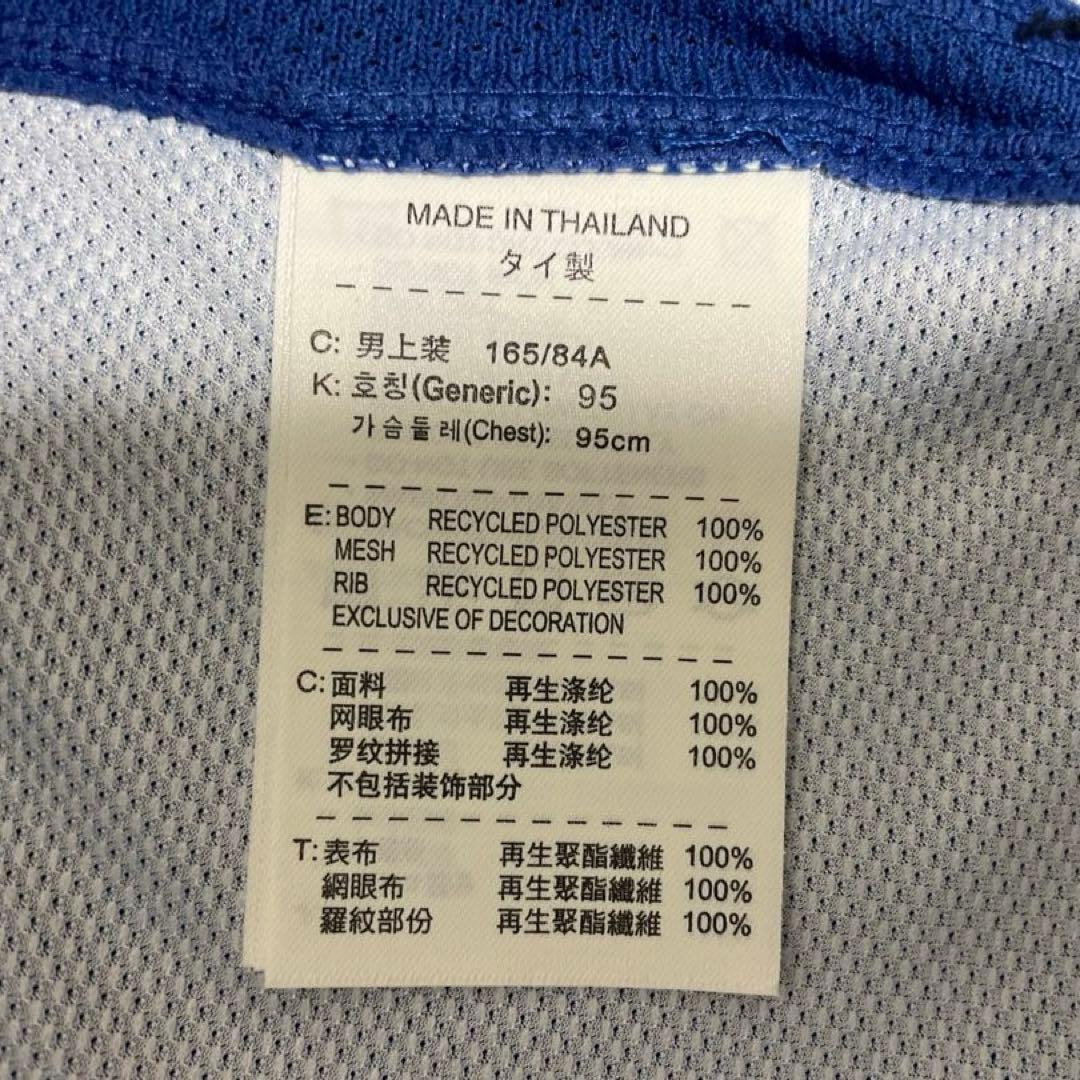 MADE IN THAILAND
タイ製
C: 男上装 165/84A
K: 호칭(Generic): 95
가슴둘레(Chest): 95cm
E: BODY RECYCLED POLYESTER 100%
MESH RECYCLED POLYESTER 100%
RIB RECYCLED POLYESTER 100%
EXCLUSIVE OF DECORATION
C: 面料 再生涤纶 100%
网眼布 再生涤纶 100%
罗纹拼接 再生涤纶 100%
不包括装饰部分
T: 表布 再生聚酯纖維 100%
網眼布 再生聚酯纖維 100%
羅紋部份 再生聚酯纖維 100%